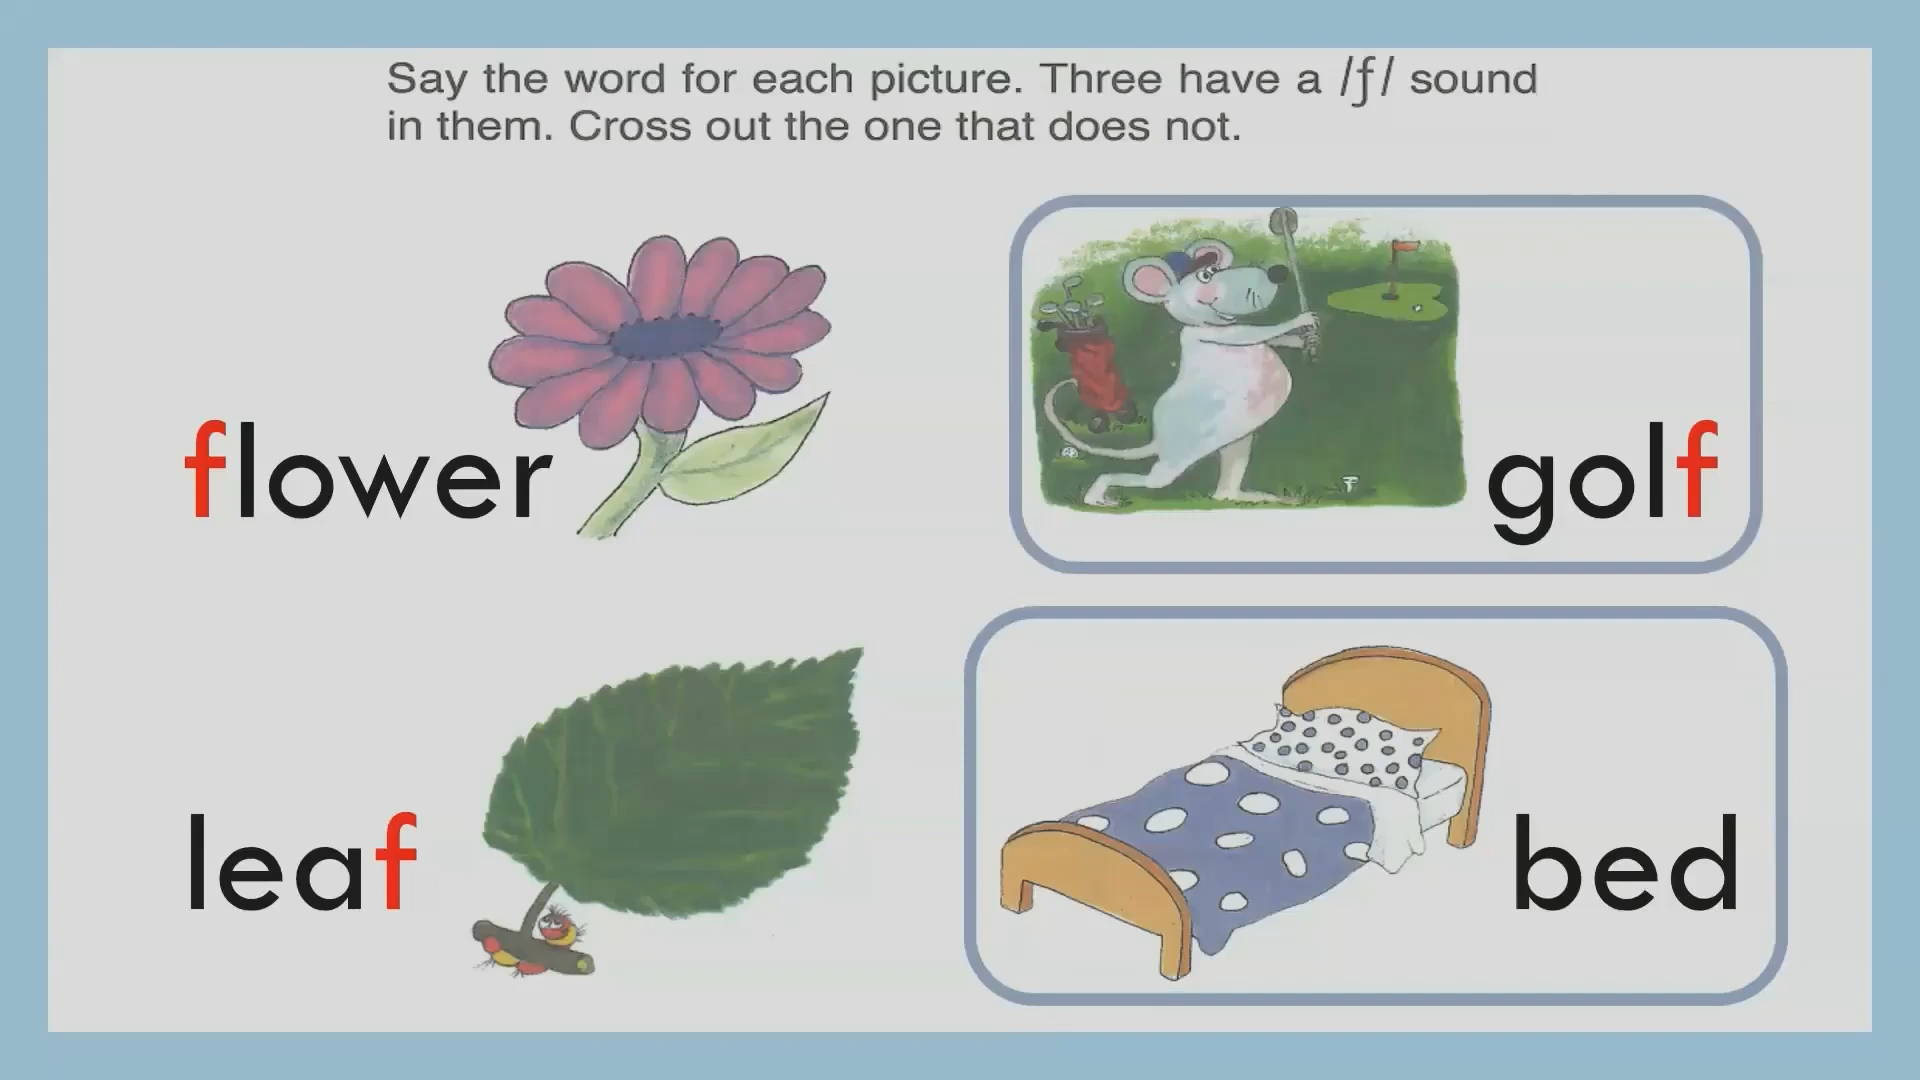 Say the word for each picture. Three have a /f/ sound
in them. Cross out the one that does not.
flower
golf
leaf
bed